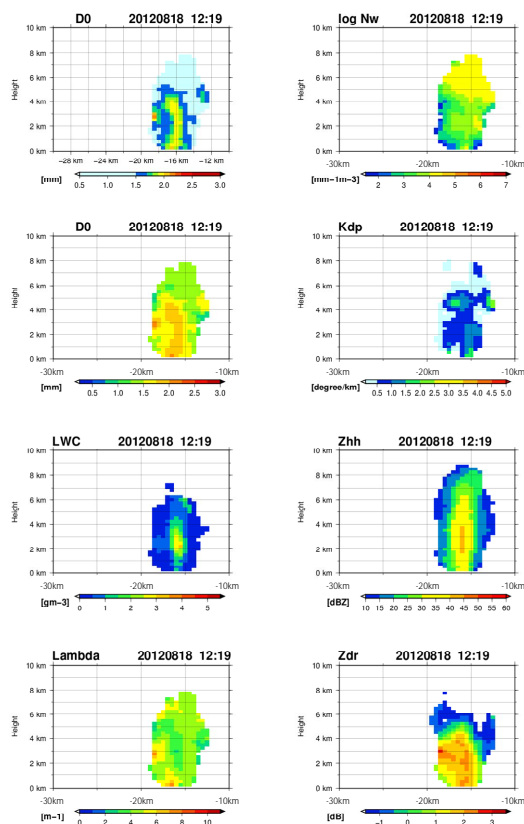 D0 20120818 12:19
log Nw 20120818 12:19
10 km
8 km
6 km
4 km
2 km
0 km
Height
−28 km −24 km −20 km −16 km −12 km
[mm] 0.5 1.0 1.5 2.0 2.5 3.0
10 km
8 km
6 km
4 km
2 km
0 km
Height
-30km -20km -10km
[mm−1m−3] 2 3 4 5 6 7
D0 20120818 12:19
Kdp 20120818 12:19
10 km
8 km
6 km
4 km
2 km
0 km
Height
-30km -20km -10km
[mm] 0.5 1.0 1.5 2.0 2.5 3.0
10 km
8 km
6 km
4 km
2 km
0 km
Height
-30km -20km -10km
[degree/km] 0.5 1.0 1.5 2.0 2.5 3.0 3.5 4.0 4.5 5.0
LWC 20120818 12:19
Zhh 20120818 12:19
10 km
8 km
6 km
4 km
2 km
0 km
Height
-30km -20km -10km
[gm−3] 0 1 2 3 4 5
10 km
8 km
6 km
4 km
2 km
0 km
Height
-30km -20km -10km
[dBZ] 10 15 20 25 30 35 40 45 50 55 60
Lambda 20120818 12:19
Zdr 20120818 12:19
10 km
8 km
6 km
4 km
2 km
0 km
Height
-30km -20km -10km
[m−1] 0 2 4 6 8 10
10 km
8 km
6 km
4 km
2 km
0 km
Height
-30km -20km -10km
[dB] −1 0 1 2 3